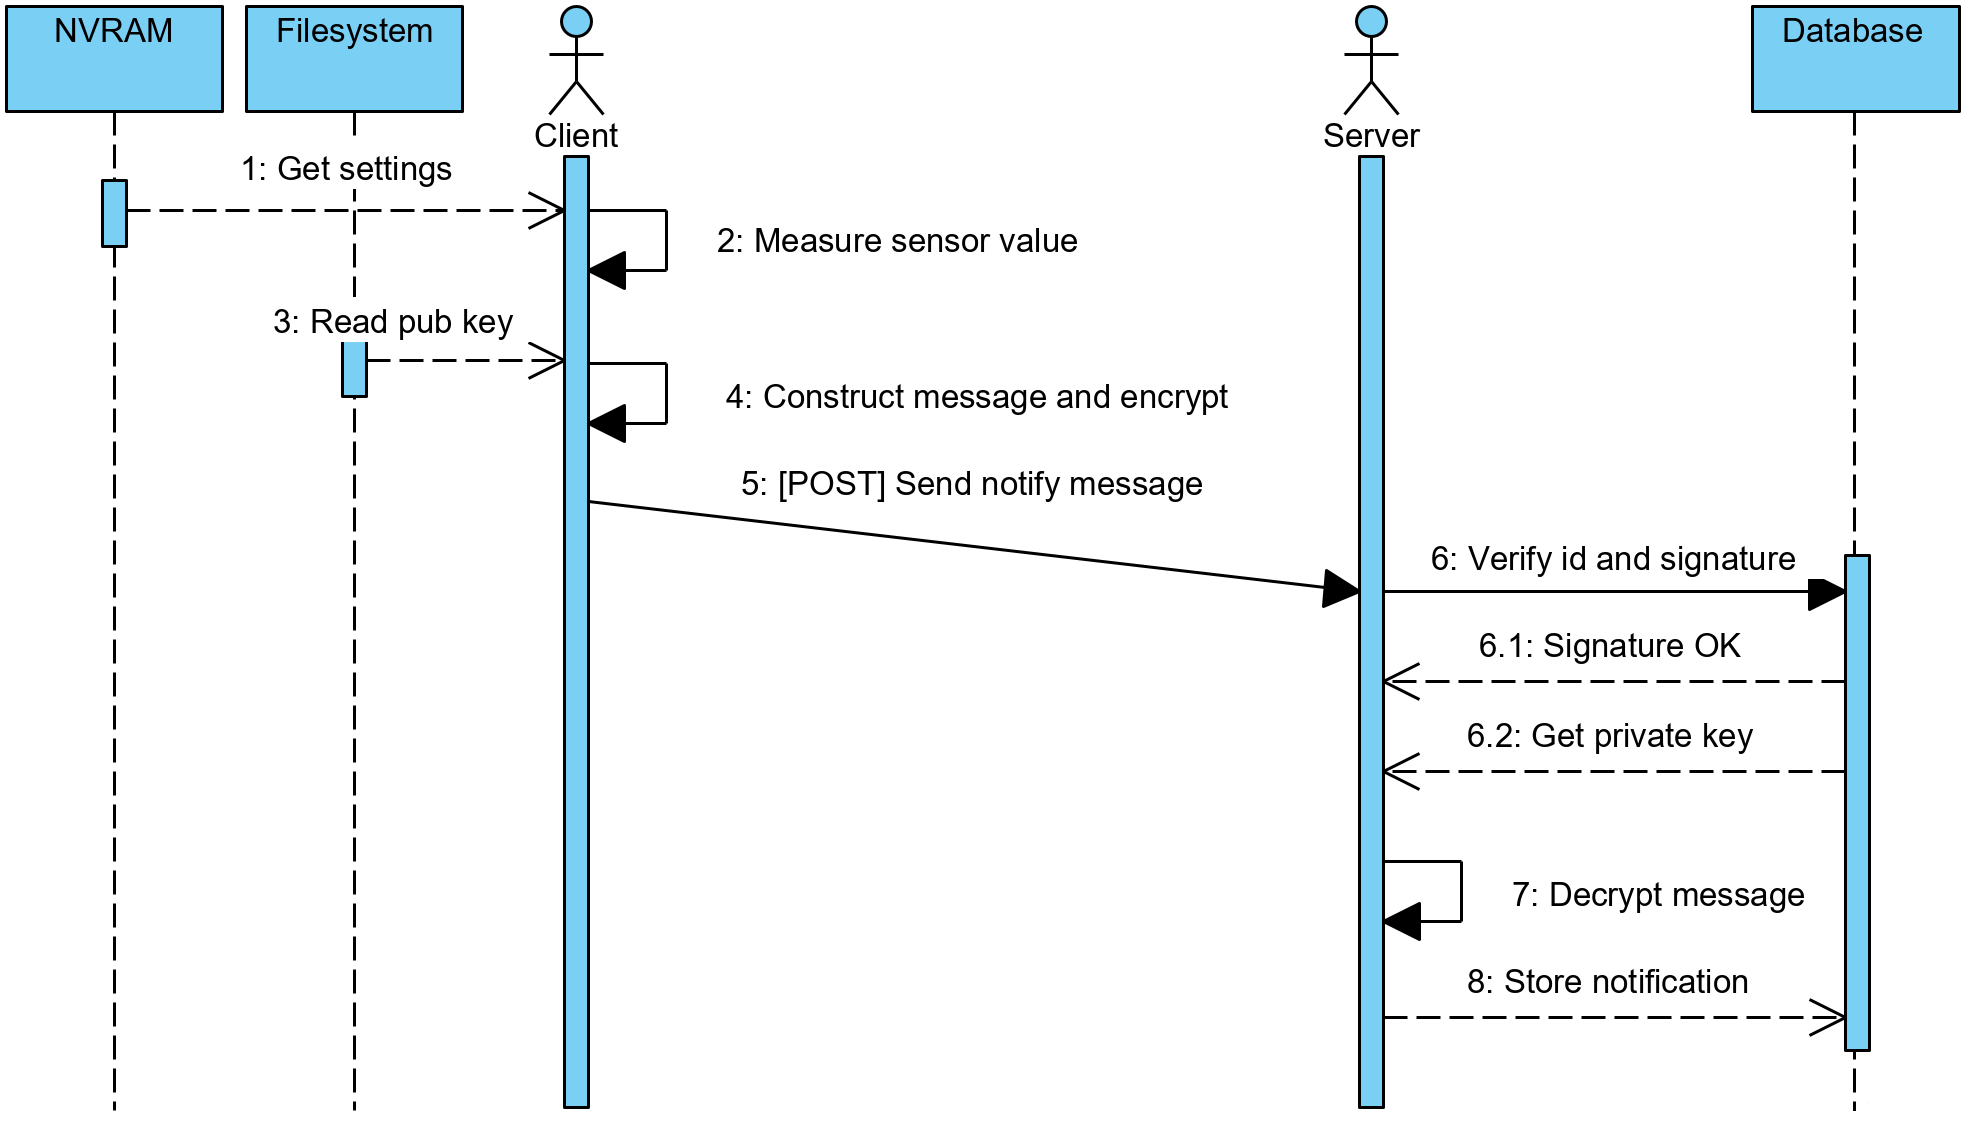 NVRAM
Filesystem
Client
Server
Database
1: Get settings
2: Measure sensor value
3: Read pub key
4: Construct message and encrypt
5: [POST] Send notify message
6: Verify id and signature
6.1: Signature OK
6.2: Get private key
7: Decrypt message
8: Store notification